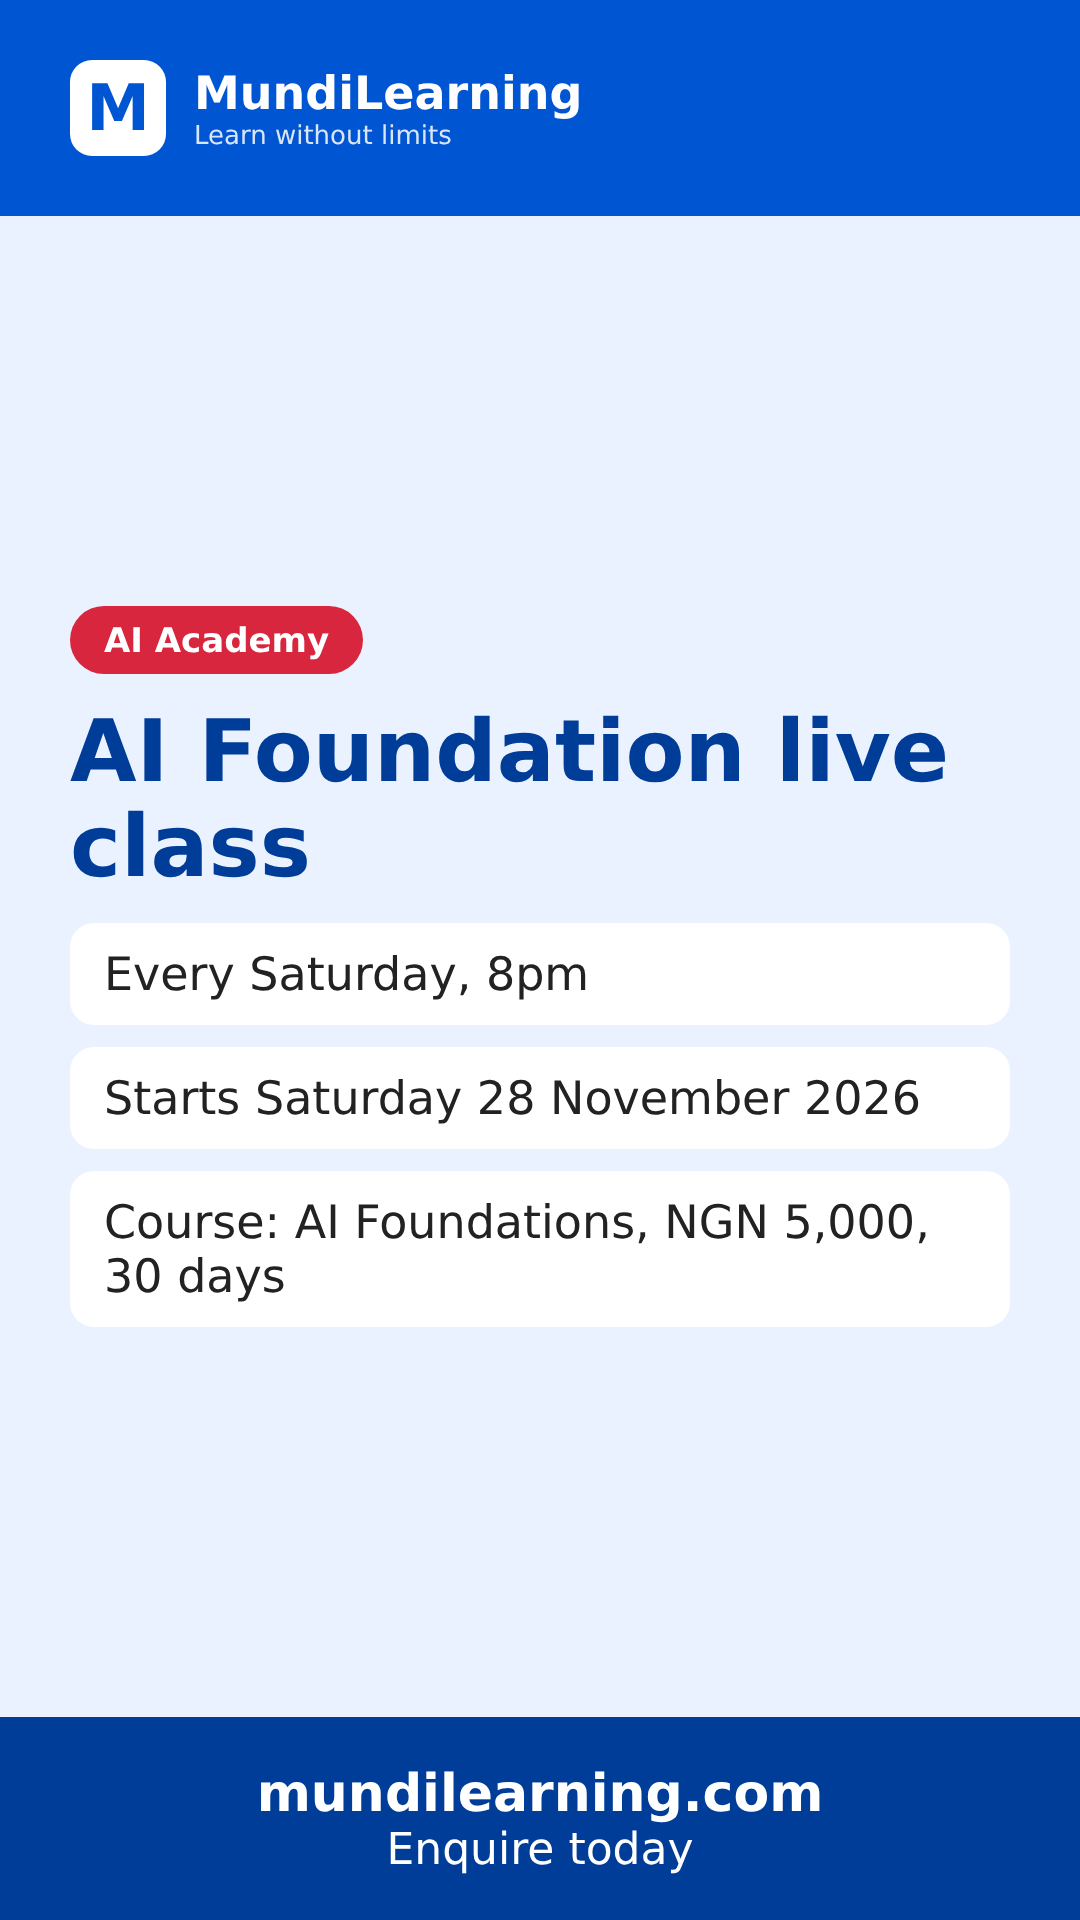 M
MundiLearning
Learn without limits
AI Academy
AI Foundation live
class
Every Saturday, 8pm
Starts Saturday 28 November 2026
Course: AI Foundations, NGN 5,000,
30 days
mundilearning.com
Enquire today